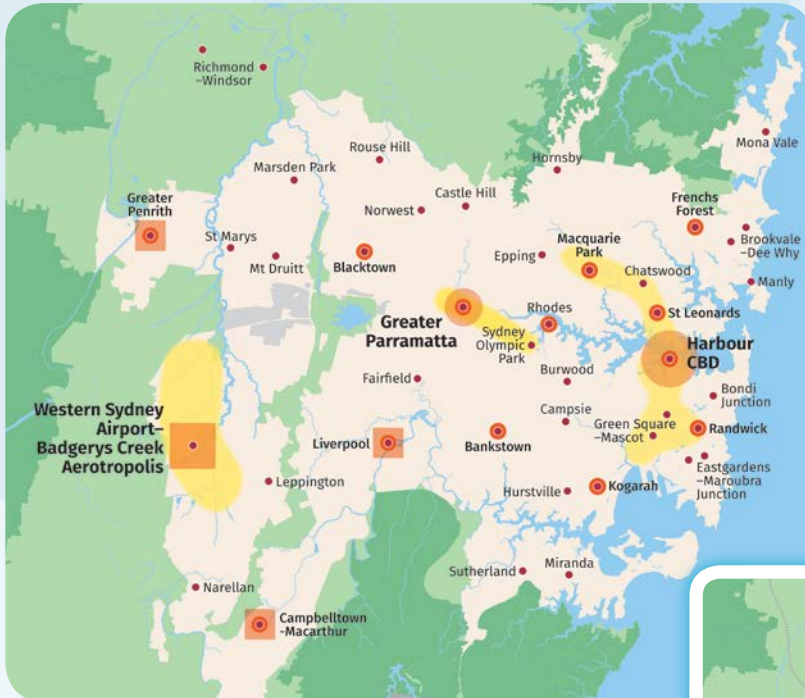 Richmond
–Windsor
Mona Vale
Rouse Hill
Hornsby
Marsden Park
Castle Hill
Greater
Penrith
Frenchs
Forest
Norwest
St Marys
Macquarie
Park
Brookvale
–Dee Why
Epping
Mt Druitt
Blacktown
Chatswood
Manly
Rhodes
St Leonards
Greater
Parramatta
Sydney
Olympic
Park
Harbour
CBD
Fairfield
Burwood
Bondi
Junction
Western Sydney
Airport–
Badgerys Creek
Aerotropolis
Campsie
Green Square
–Mascot
Liverpool
Bankstown
Randwick
Eastgardens
–Maroubra
Junction
Leppington
Hurstville
Kogarah
Sutherland
Miranda
Narellan
Campbelltown
-Macarthur